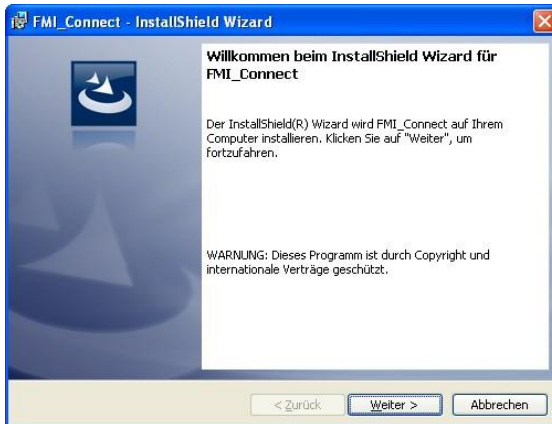 FMI_Connect - InstallShield Wizard
Willkommen beim InstallShield Wizard für
FMI_Connect
Der InstallShield(R) Wizard wird FMI_Connect auf Ihrem
Computer installieren. Klicken Sie auf "Weiter", um
fortzufahren.
WARNUNG: Dieses Programm ist durch Copyright und
internationale Verträge geschützt.
< Zurück Weiter > Abbrechen